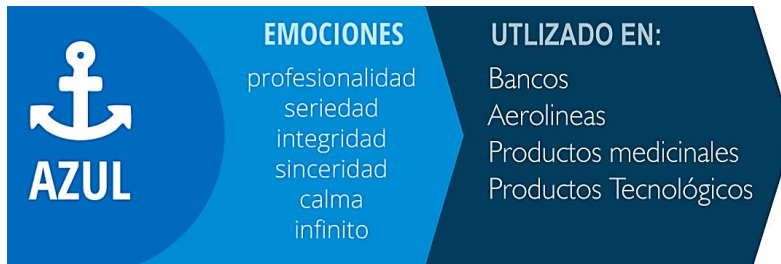 AZUL
EMOCIONES
profesionalidad
seriedad
integridad
sinceridad
calma
infinito
UTLIZADO EN:
Bancos
Aerolineas
Productos medicinales
Productos Tecnológicos